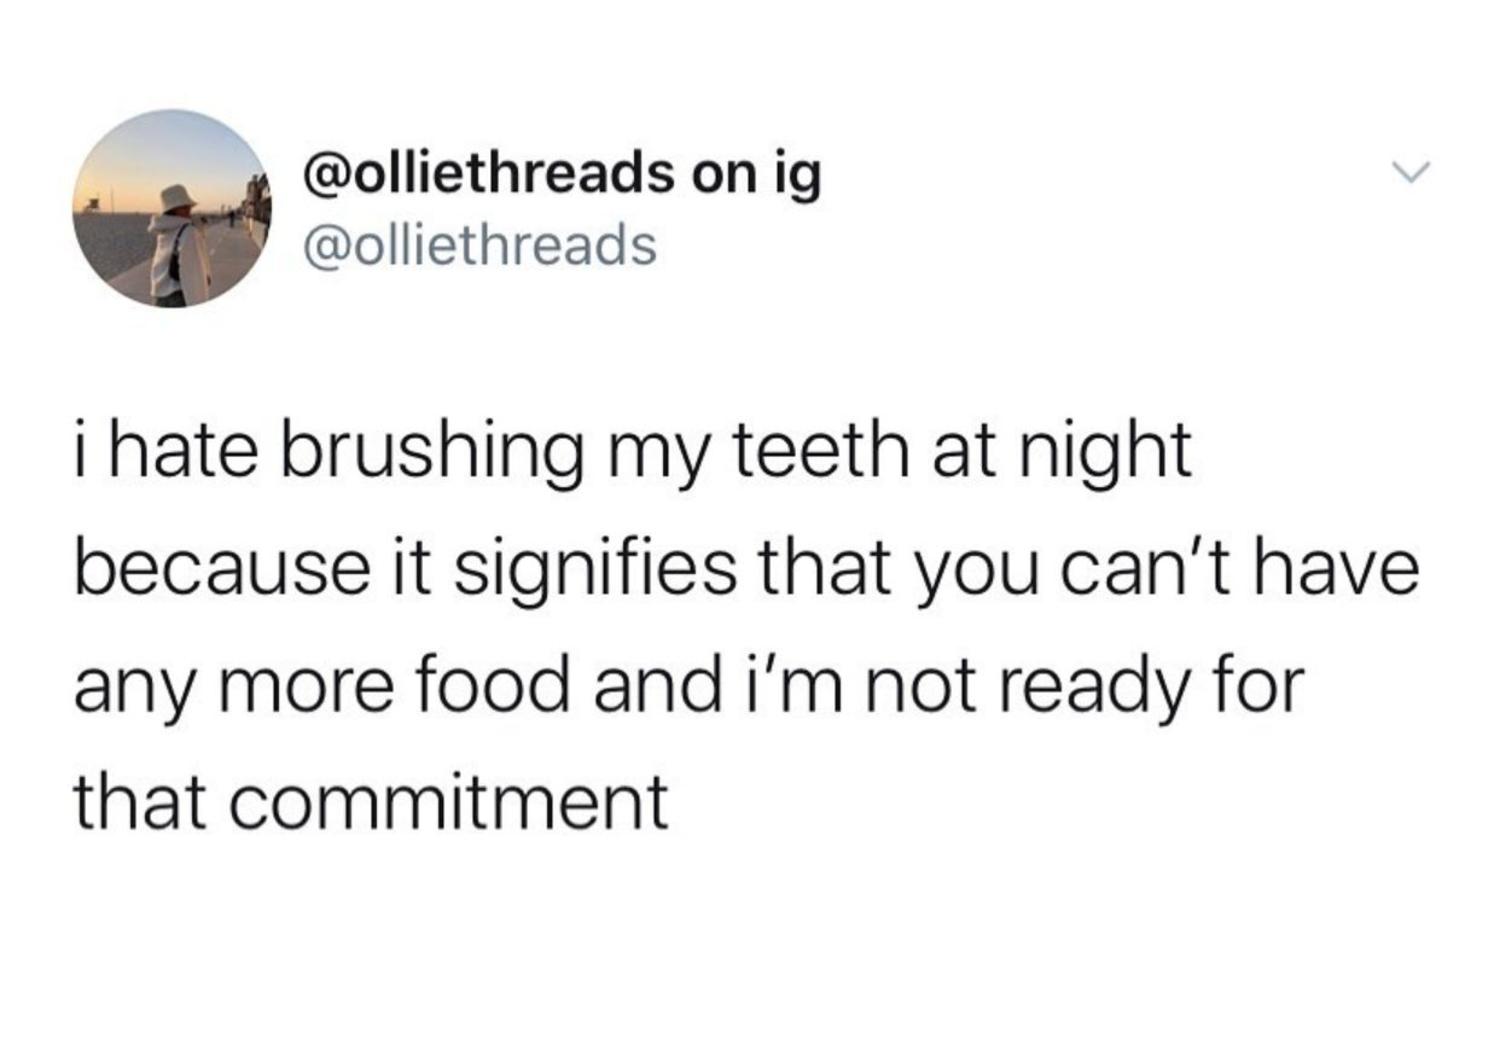 @olliethreads on ig
@olliethreads
i hate brushing my teeth at night
because it signifies that you can’t have
any more food and i’m not ready for
that commitment